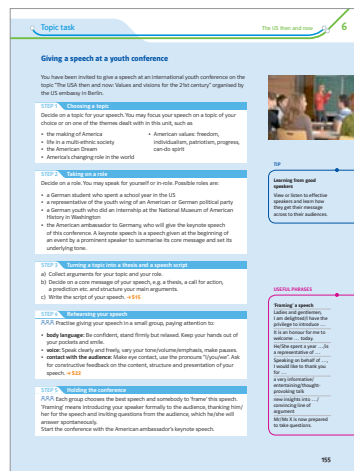 Topic task
The US then and now
6
Giving a speech at a youth conference
You have been invited to give a speech at an international youth conference on the
topic "The USA then and now: Values and visions for the 21st century" organised by
the US embassy in Berlin.
STEP 1 Choosing a topic
Decide on a topic for your speech. You may focus your speech on a topic of your
choice or on one of the themes dealt with in this unit, such as
• the making of America
• life in a multi-ethnic society
• the American Dream
• America's changing role in the world
• American values: freedom,
individualism, patriotism, progress,
can-do spirit
STEP 2 Taking on a role
Decide on a role. You may speak for yourself or in-role. Possible roles are:
• a German student who spent a school year in the US
• a representative of the youth wing of an American or German political party
• a German youth who did an internship at the National Museum of American
History in Washington
• the American ambassador to Germany, who will give the keynote speech
of this conference. A keynote speech is a speech given at the beginning of
an event by a prominent speaker to summarise its core message and set its
underlying tone.
STEP 3 Turning a topic into a thesis and a speech script
a) Collect arguments for your topic and your role.
b) Decide on a core message of your speech, e.g. a thesis, a call for action,
a prediction etc. and structure your main arguments.
c) Write the script of your speech. → S15
STEP 4 Rehearsing your speech
Practise giving your speech in a small group, paying attention to:
• body language: Be confident, stand firmly but relaxed. Keep your hands out of
your pockets and smile.
• voice: Speak clearly and freely, vary your tone/volume/emphasis, make pauses.
• contact with the audience: Make eye contact, use the pronouns "I/you/we". Ask
for constructive feedback on the content, structure and presentation of your
speech. → S22
STEP 5 Holding the conference
Each group chooses the best speech and somebody to 'frame' this speech.
'Framing' means introducing your speaker formally to the audience, thanking him/
her for the speech and inviting questions from the audience, which he/she will
answer spontaneously.
Start the conference with the American ambassador's keynote speech.
TIP
Learning from good
speakers
View or listen to effective
speakers and learn how
they get their message
across to their audiences.
USEFUL PHRASES
'Framing' a speech
Ladies and gentlemen,
I am delighted/I have the
privilege to introduce …
It is an honour for me to
welcome … today.
He/She spent a year …/is
a representative of …
Speaking on behalf of …,
I would like to thank you
for …
a very informative/
entertaining/thought-
provoking talk
new insights into …/
convincing line of
argument
Mr/Ms X is now prepared
to take questions.
155